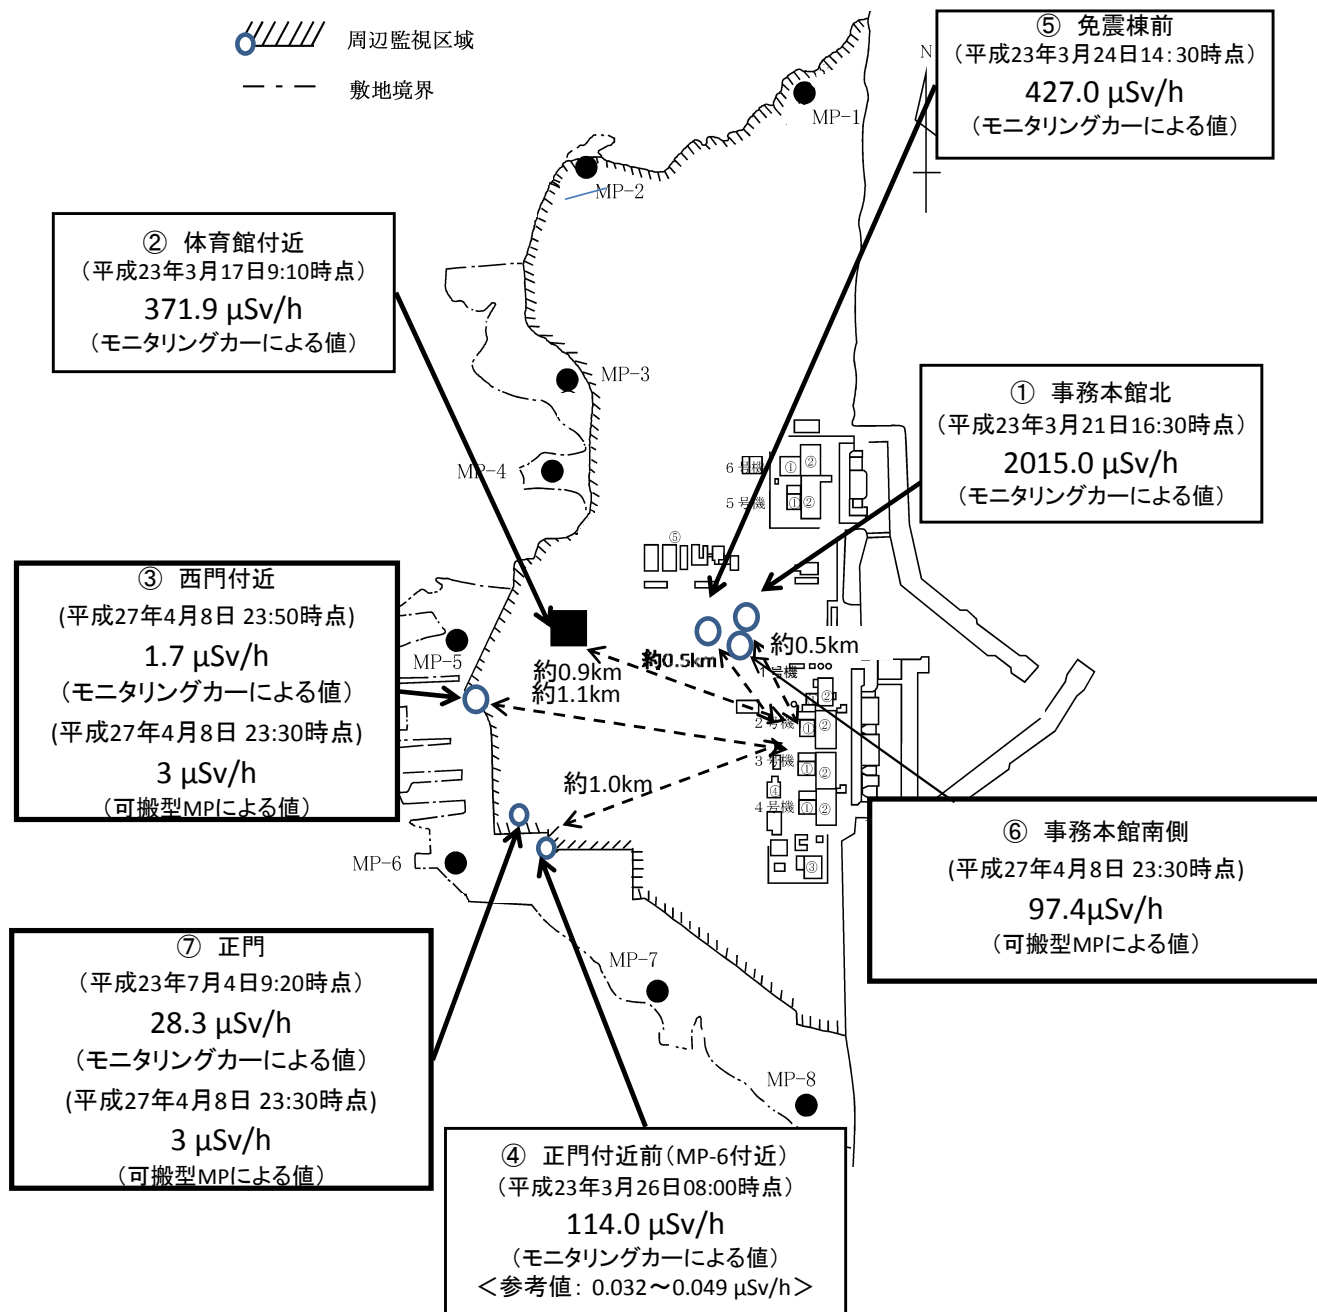 周辺監視区域
敷地境界
⑤ 免震棟前
（平成23年3月24日14:30時点）
427.0 μSv/h
（モニタリングカーによる値）
N
MP-1
MP-2
② 体育館付近
（平成23年3月17日9:10時点）
371.9 μSv/h
（モニタリングカーによる値）
MP-3
① 事務本館北
（平成23年3月21日16:30時点）
2015.0 μSv/h
（モニタリングカーによる値）
MP-4
6号機
① ②
5号機
① ②
⑤
③ 西門付近
(平成27年4月8日 23:50時点)
1.7 μSv/h
（モニタリングカーによる値）
(平成27年4月8日 23:30時点)
3 μSv/h
（可搬型MPによる値）
MP-5
約0.5km
約0.5km
約0.9km
約1.1km
1号機
②
2号機
① ②
3号機
① ②
約1.0km
④
4号機
① ②
③
MP-6
⑥ 事務本館南側
(平成27年4月8日 23:30時点)
97.4μSv/h
（可搬型MPによる値）
⑦ 正門
（平成23年7月4日9:20時点）
28.3 μSv/h
（モニタリングカーによる値）
(平成27年4月8日 23:30時点)
3 μSv/h
（可搬型MPによる値）
MP-7
MP-8
④ 正門付近前（MP-6付近）
（平成23年3月26日08:00時点）
114.0 μSv/h
（モニタリングカーによる値）
＜参考値: 0.032～0.049 μSv/h＞